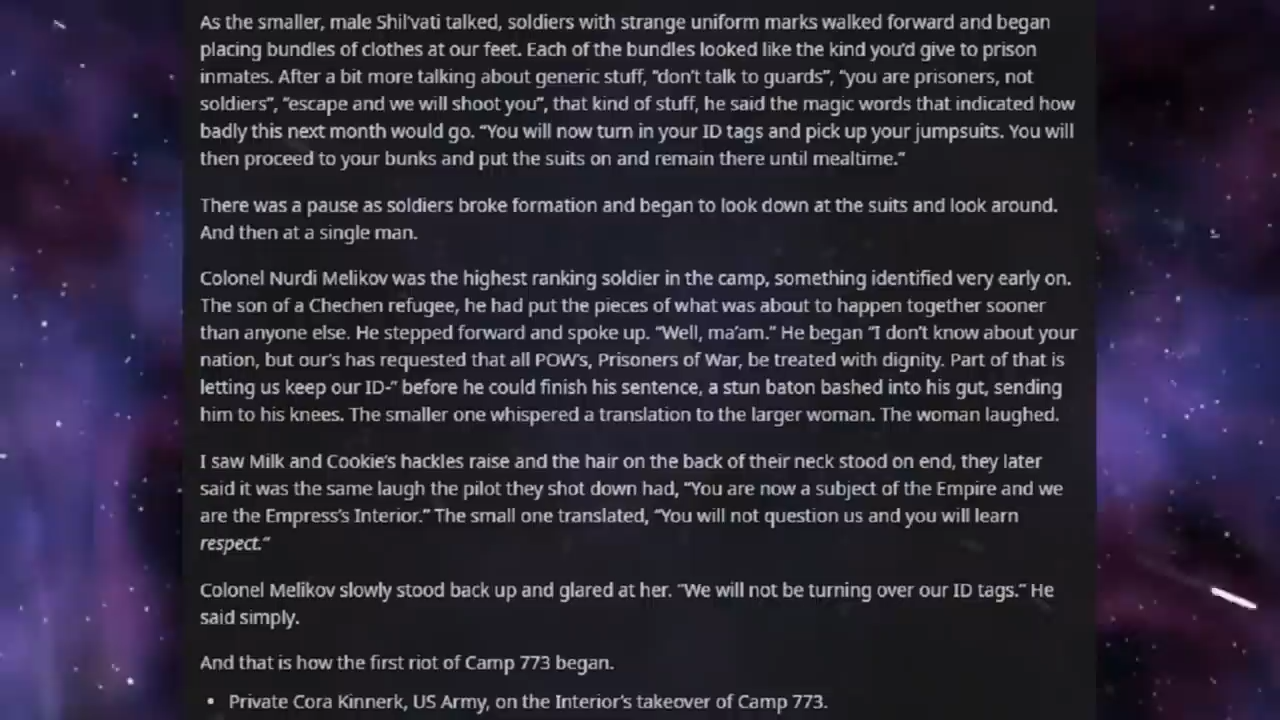 As the smaller, male Shil'vati talked, soldiers with strange uniform marks walked forward and began
placing bundles of clothes at our feet. Each of the bundles looked like the kind you'd give to prison
inmates. After a bit more talking about generic stuff, "don't talk to guards", "you are prisoners, not
soldiers", "escape and we will shoot you", that kind of stuff, he said the magic words that indicated how
badly this next month would go. "You will now turn in your ID tags and pick up your jumpsuits. You will
then proceed to your bunks and put the suits on and remain there until mealtime."
There was a pause as soldiers broke formation and began to look down at the suits and look around.
And then at a single man.
Colonel Nurdi Melikov was the highest ranking soldier in the camp, something identified very early on.
The son of a Chechen refugee, he had put the pieces of what was about to happen together sooner
than anyone else. He stepped forward and spoke up. "Well, ma'am." He began "I don't know about your
nation, but our's has requested that all POW's, Prisoners of War, be treated with dignity. Part of that is
letting us keep our ID-" before he could finish his sentence, a stun baton bashed into his gut, sending
him to his knees. The smaller one whispered a translation to the larger woman. The woman laughed.
I saw Milk and Cookie's hackles raise and the hair on the back of their neck stood on end, they later
said it was the same laugh the pilot they shot down had, "You are now a subject of the Empire and we
are the Empress's Interior." The small one translated, "You will not question us and you will learn
respect."
Colonel Melikov slowly stood back up and glared at her. "We will not be turning over our ID tags." He
said simply.
And that is how the first riot of Camp 773 began.
• Private Cora Kinnerk, US Army, on the Interior's takeover of Camp 773.